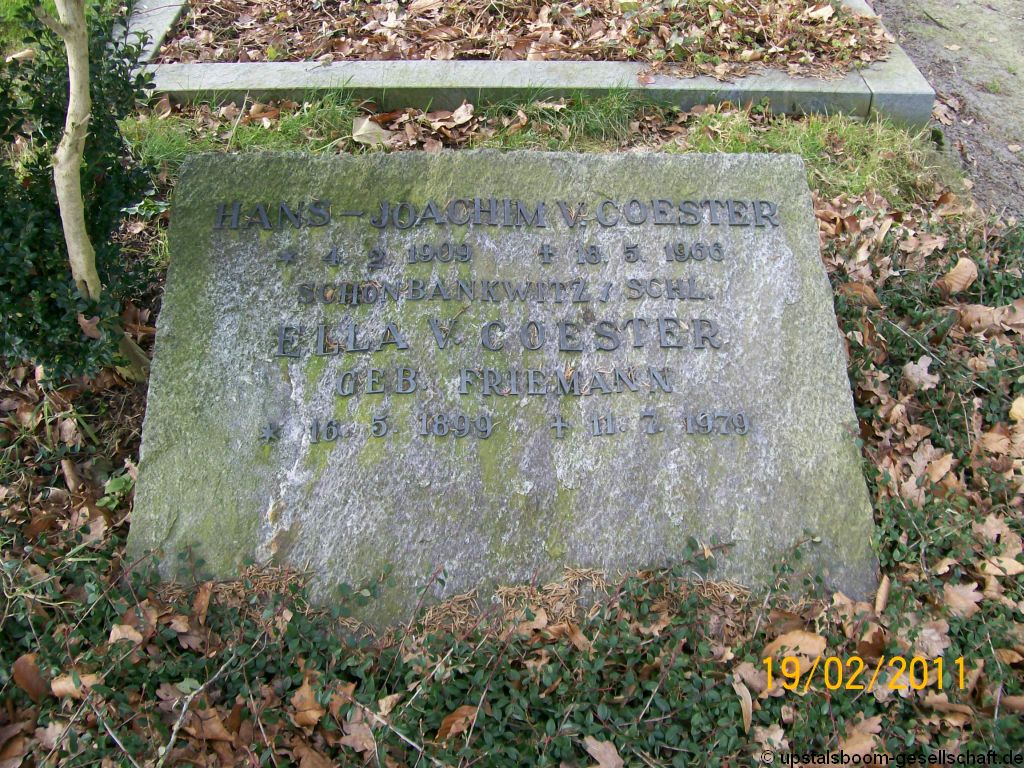 HANS-JOACHIM V. COESTER
* 4. 2. 1909 † 18. 5. 1966
SCHÖNBANKWITZ / SCHL.
ELLA V. COESTER
GEB. FRIEMANN
* 16. 5. 1899 † 11. 7. 1979
19/02/2011
© upstalsboom-gesellschaft.de